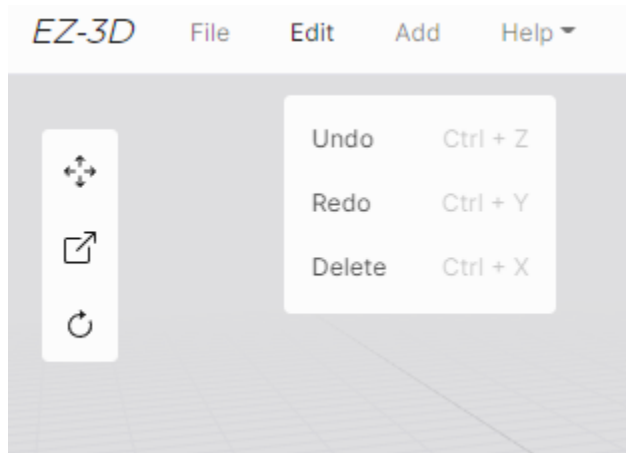 EZ-3D File Edit Add Help
Undo Ctrl + Z
Redo Ctrl + Y
Delete Ctrl + X